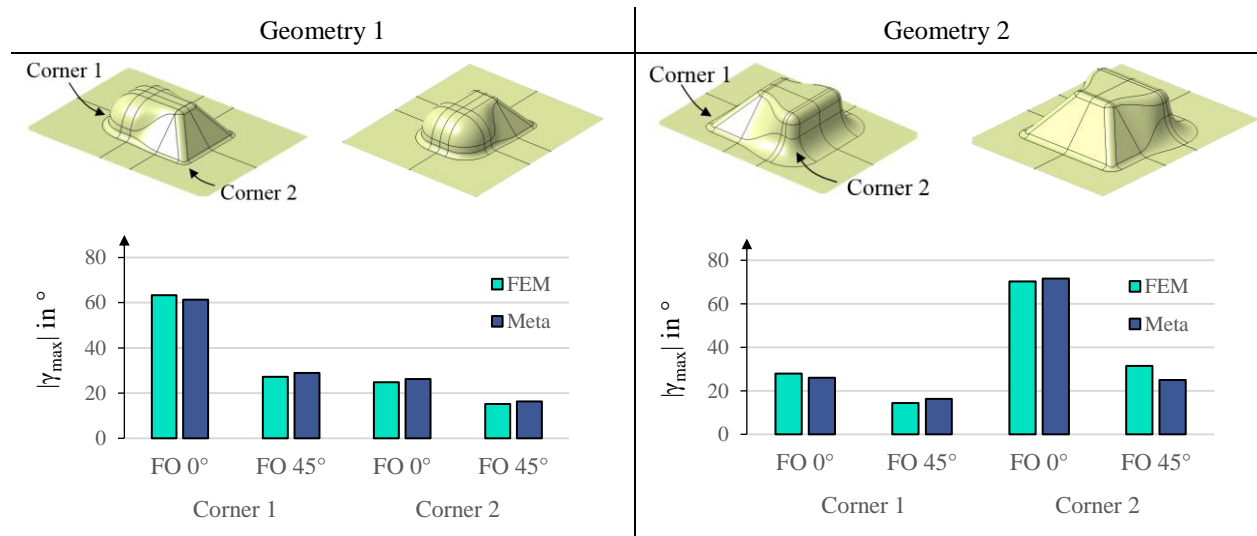 Geometry 1
Corner 1
Corner 2
80
60
40
20
0
|γmax| in °
FEM
Meta
FO 0° FO 45° FO 0° FO 45°
Corner 1 Corner 2
Geometry 2
Corner 1
Corner 2
80
60
40
20
0
|γmax| in °
FEM
Meta
FO 0° FO 45° FO 0° FO 45°
Corner 1 Corner 2